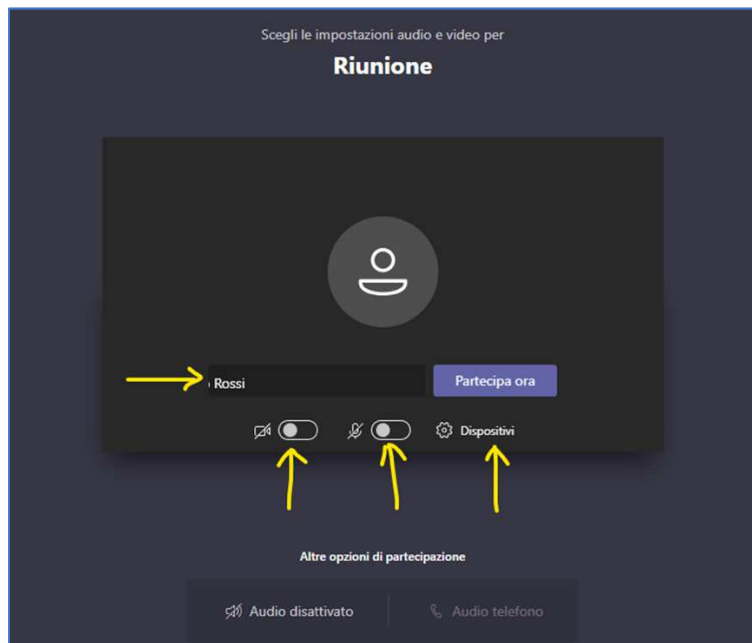 Scegli le impostazioni audio e video per
Riunione
Rossi
Partecipa ora
Dispositivi
Altre opzioni di partecipazione
Audio disattivato
Audio telefono